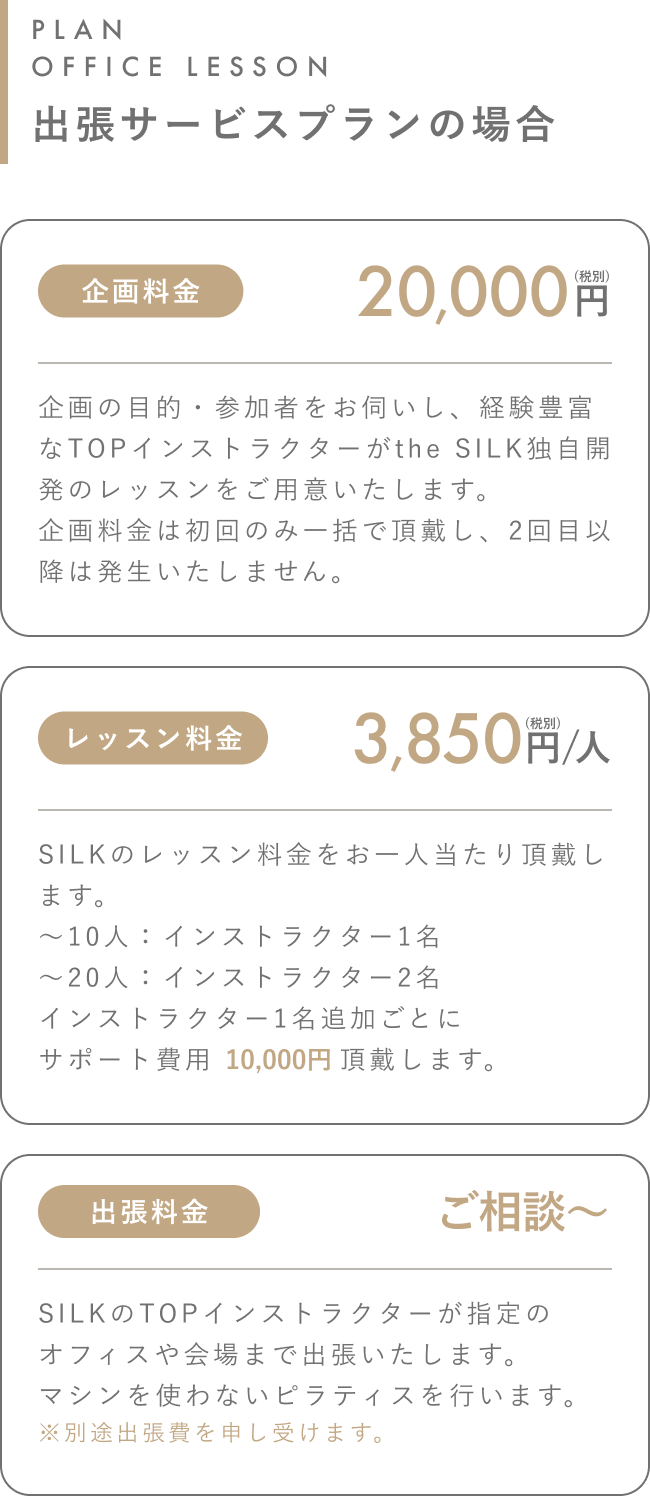 PLAN
OFFICE LESSON
出張サービスプランの場合
企画料金
20,000円(税別)
企画の目的・参加者をお伺いし、経験豊富
なTOPインストラクターがthe SILK独自開
発のレッスンをご用意いたします。
企画料金は初回のみ一括で頂戴し、2回目以
降は発生いたしません。
レッスン料金
3,850円(税別)/人
SILKのレッスン料金をお一人当たり頂戴し
ます。
〜10人：インストラクター1名
〜20人：インストラクター2名
インストラクター1名追加ごとに
サポート費用 10,000円 頂戴します。
出張料金
ご相談〜
SILKのTOPインストラクターが指定の
オフィスや会場まで出張いたします。
マシンを使わないピラティスを行います。
※別途出張費を申し受けます。